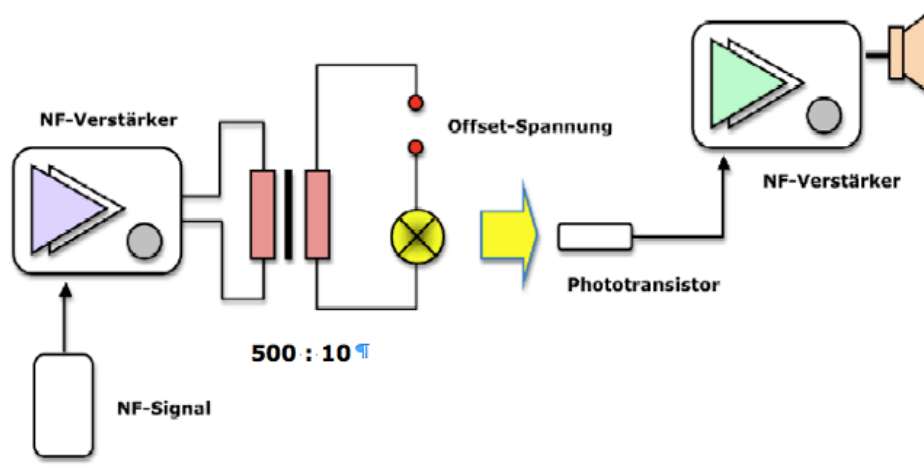 NF-Verstärker
Offset-Spannung
NF-Verstärker
Phototransistor
500 : 10 ¶
NF-Signal